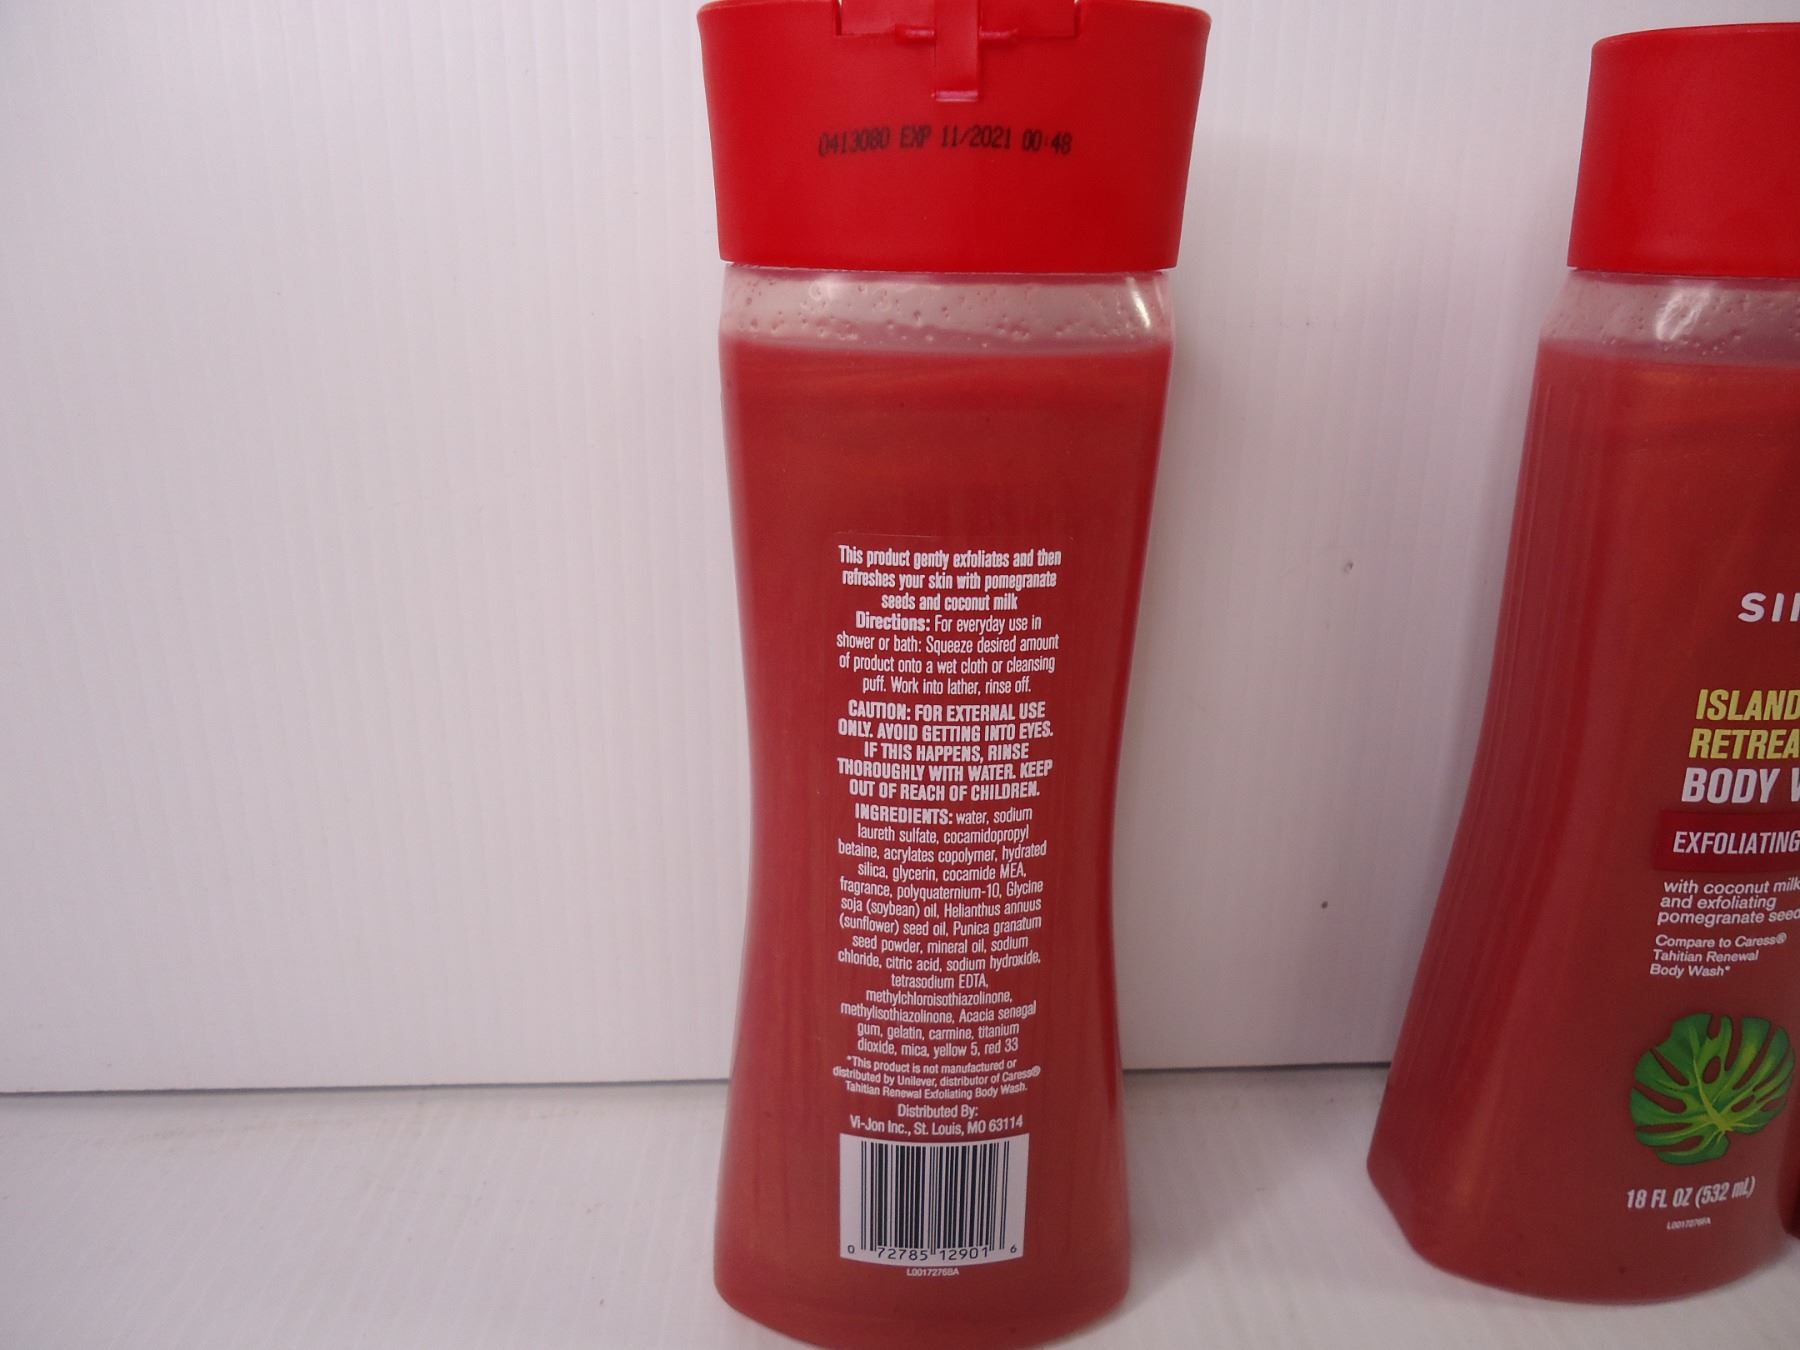 0413080 EXP 11/2021 00:48
This product gently exfoliates and then
refreshes your skin with pomegranate
seeds and coconut milk
Directions: For everyday use in
shower or bath: Squeeze desired amount
of product onto a wet cloth or cleansing
puff. Work into lather, rinse off.
CAUTION: FOR EXTERNAL USE
ONLY. AVOID GETTING INTO EYES.
IF THIS HAPPENS, RINSE
THOROUGHLY WITH WATER. KEEP
OUT OF REACH OF CHILDREN.
INGREDIENTS: water, sodium
laureth sulfate, cocamidopropyl
betaine, acrylates copolymer, hydrated
silica, glycerin, cocamide MEA,
fragrance, polyquaternium-10, Glycine
soja (soybean) oil, Helianthus annuus
(sunflower) seed oil, Punica granatum
seed powder, mineral oil, sodium
chloride, citric acid, sodium hydroxide,
tetrasodium EDTA,
methylchloroisothiazolinone,
methylisothiazolinone, Acacia senegal
gum, gelatin, carmine, titanium
dioxide, mica, yellow 5, red 33
*This product is not manufactured or
distributed by Unilever, distributor of Caress®
Tahitian Renewal Exfoliating Body Wash.
Distributed By:
Vi-Jon Inc., St. Louis, MO 63114
0 72785 12901 6
L0017276BA
ISLAND
RETREA
BODY
EXFOLIATING
with coconut milk
and exfoliating
pomegranate seed
Compare to Caress®
Tahitian Renewal
Body Wash*
18 FL OZ (532 mL)
L0017276FA